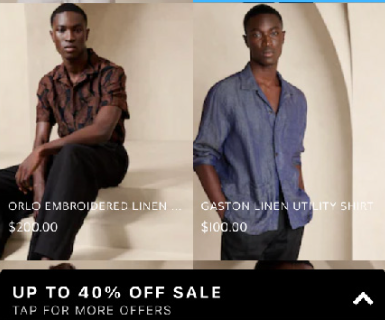 ORLO EMBROIDERED LINEN ...
$200.00
GASTON LINEN UTILITY SHIRT
$100.00
UP TO 40% OFF SALE
TAP FOR MORE OFFERS